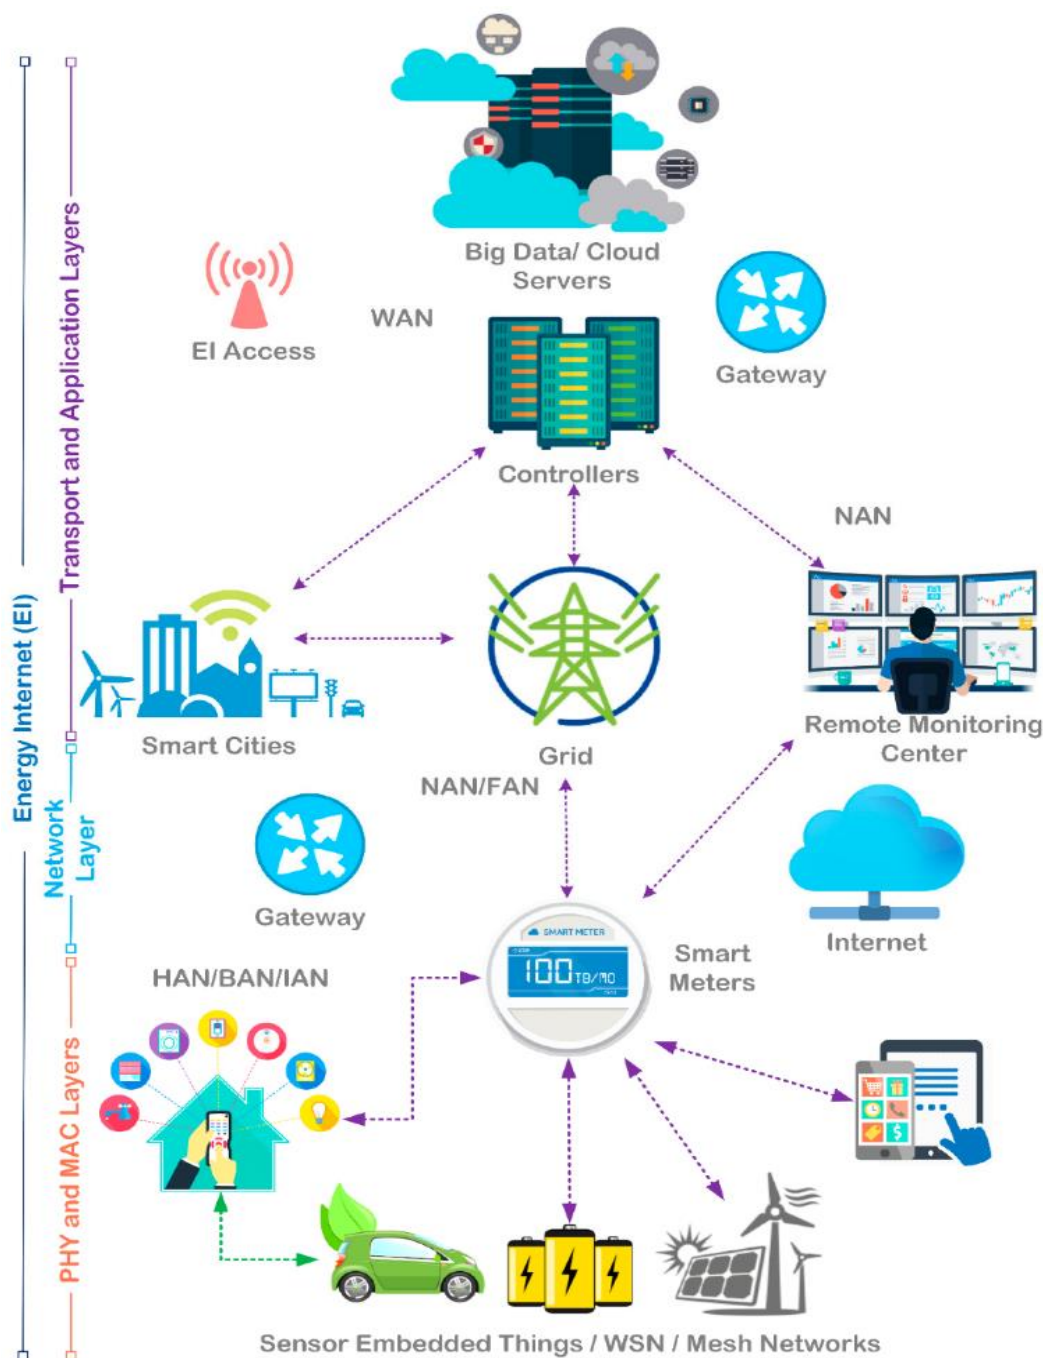 Energy Internet (EI)
Transport and Application Layers
Network
Layer
PHY and MAC Layers
Big Data/ Cloud
Servers
EI Access
WAN
Gateway
Controllers
NAN
Smart Cities
Grid
Remote Monitoring
Center
NAN/FAN
Gateway
Internet
SMART METER
100 TB/MO
Smart
Meters
HAN/BAN/IAN
$
Sensor Embedded Things / WSN / Mesh Networks